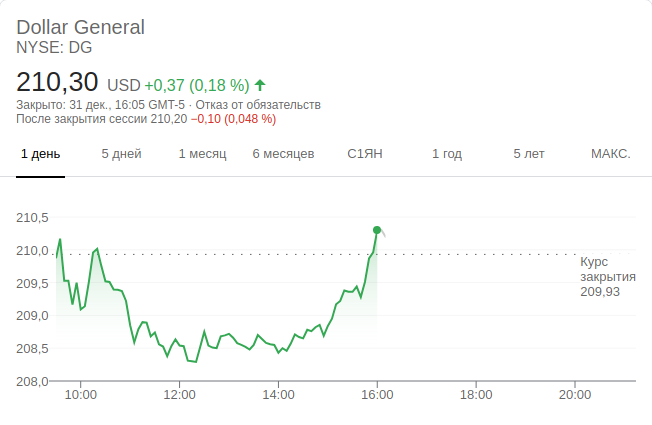 Dollar General
NYSE: DG
210,30 USD +0,37 (0,18 %)
Закрыто: 31 дек., 16:05 GMT-5 · Отказ от обязательств
После закрытия сессии 210,20 −0,10 (0,048 %)
1 день 5 дней 1 месяц 6 месяцев С1ЯН 1 год 5 лет МАКС.
210,5
210,0
209,5
209,0
208,5
208,0
Курс
закрытия
209,93
10:00 12:00 14:00 16:00 18:00 20:00